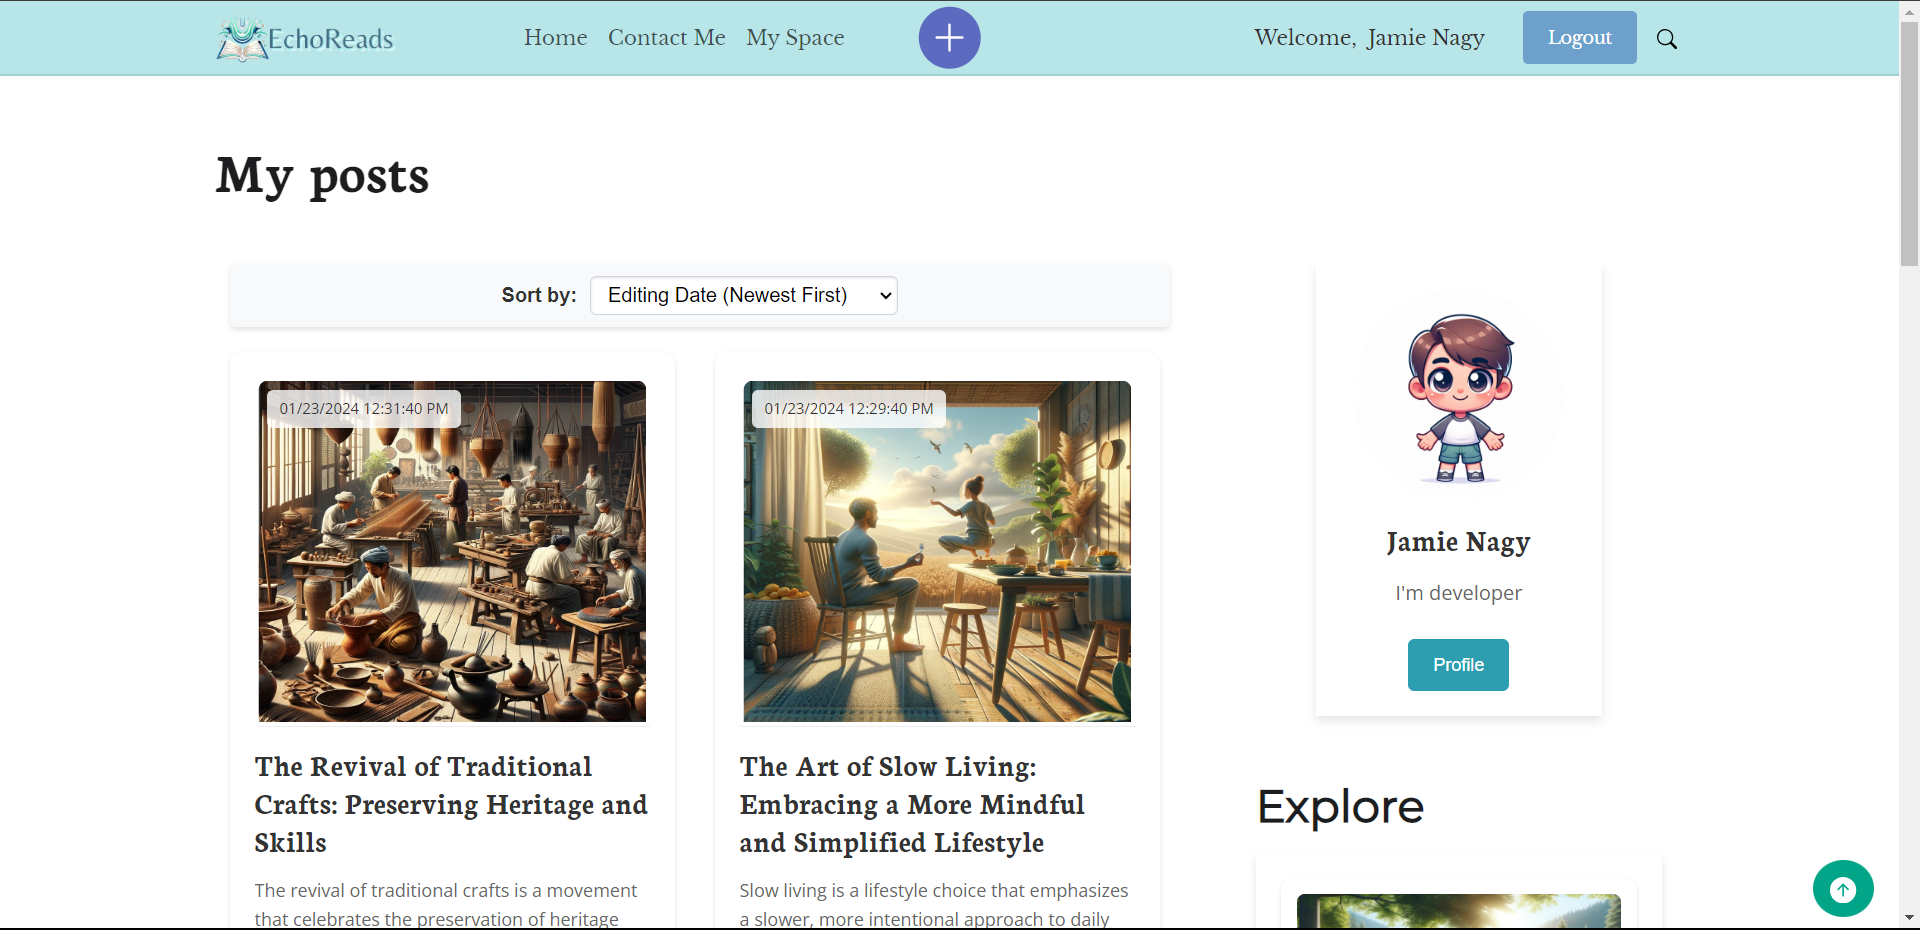 EchoReads
Home Contact Me My Space
Welcome, Jamie Nagy
Logout
My posts
Sort by: Editing Date (Newest First)
01/23/2024 12:31:40 PM
The Revival of Traditional
Crafts: Preserving Heritage and
Skills
The revival of traditional crafts is a movement
that celebrates the preservation of heritage
01/23/2024 12:29:40 PM
The Art of Slow Living:
Embracing a More Mindful
and Simplified Lifestyle
Slow living is a lifestyle choice that emphasizes
a slower, more intentional approach to daily
Jamie Nagy
I'm developer
Profile
Explore